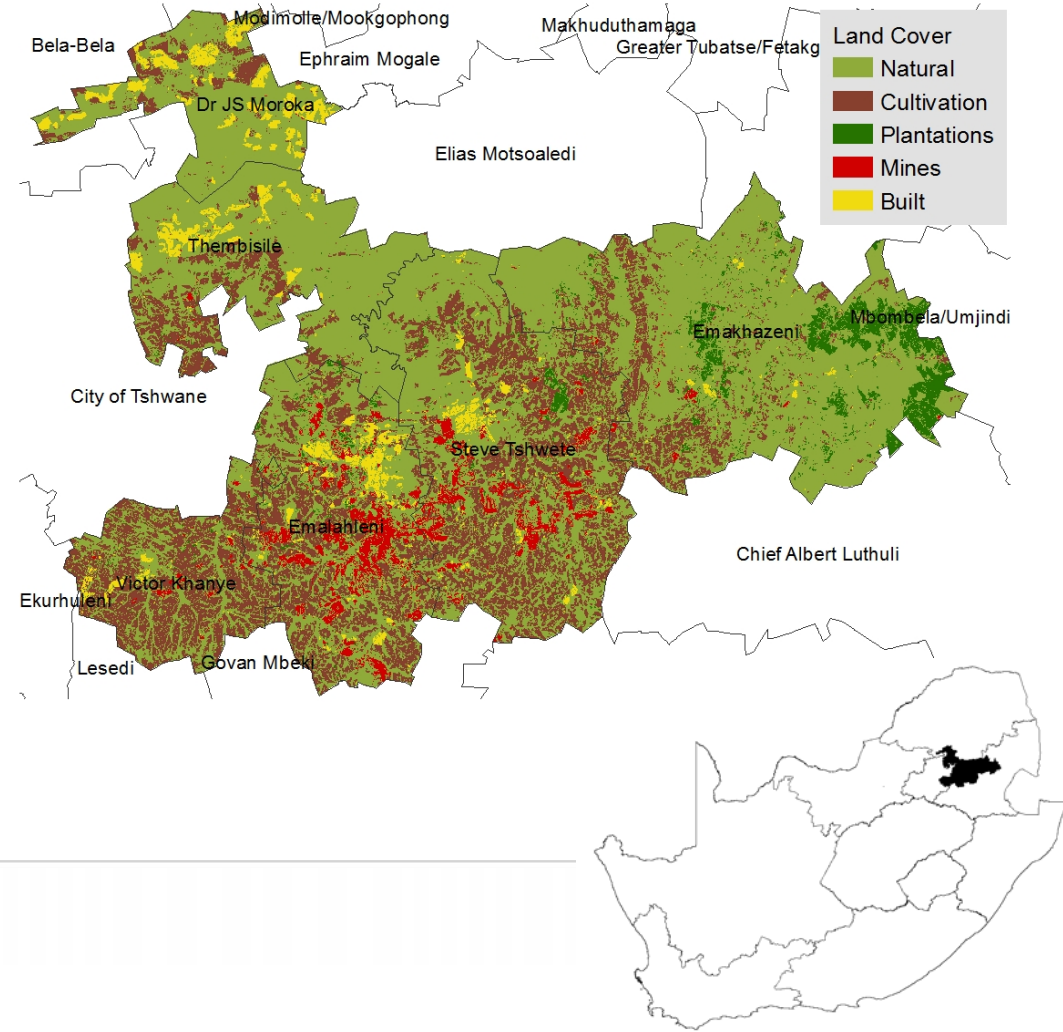 Modimolle/Mookgophong
Makhuduthamaga
Bela-Bela
Greater Tubatse/Fetakg
Ephraim Mogale
Land Cover
Natural
Cultivation
Plantations
Mines
Built
Dr JS Moroka
Elias Motsoaledi
Thembisile
Mbombela/Umjindi
Emakhazeni
City of Tshwane
Steve Tshwete
Emalahleni
Chief Albert Luthuli
Victor Khanye
Ekurhuleni
Lesedi
Govan Mbeki